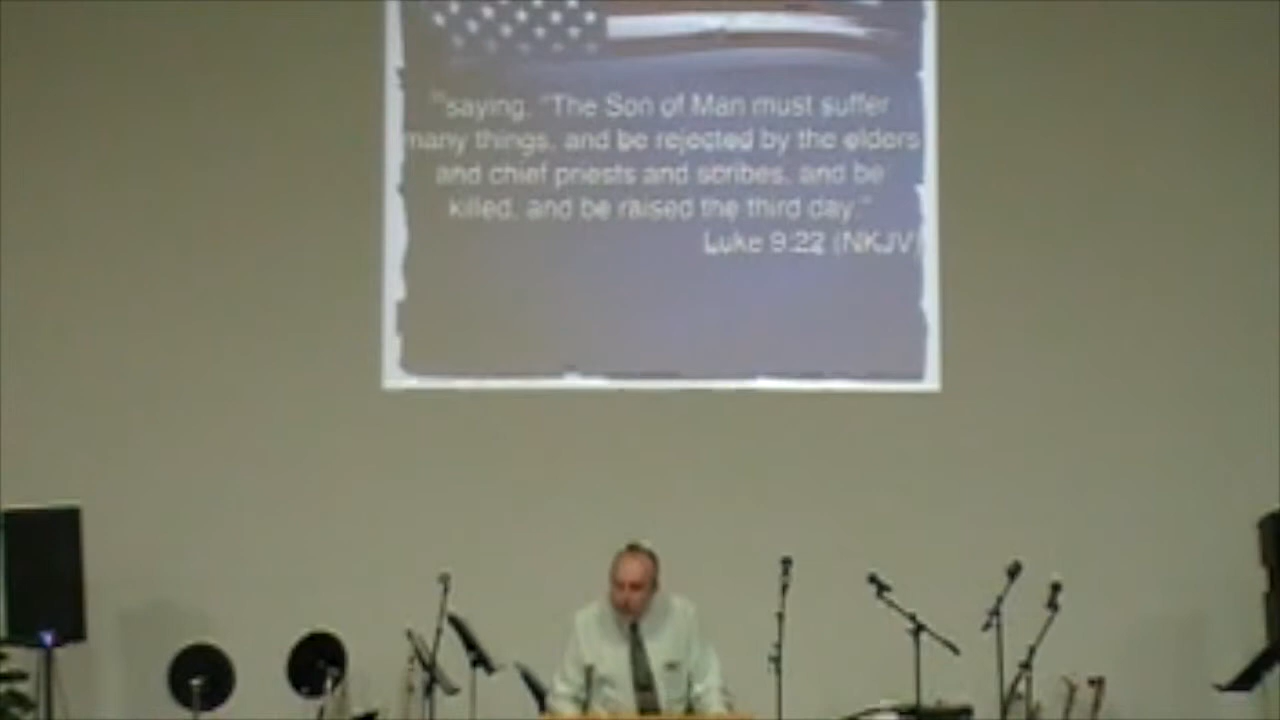 22saying, "The Son of Man must suffer
many things, and be rejected by the elders
and chief priests and scribes, and be
killed, and be raised the third day."
Luke 9:22 (NKJV)